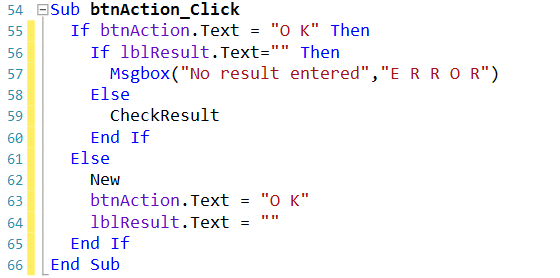 54 Sub btnAction_Click
55 If btnAction.Text = "O K" Then
56 If lblResult.Text="" Then
57 Msgbox("No result entered","E R R O R")
58 Else
59 CheckResult
60 End If
61 Else
62 New
63 btnAction.Text = "O K"
64 lblResult.Text = ""
65 End If
66 End Sub